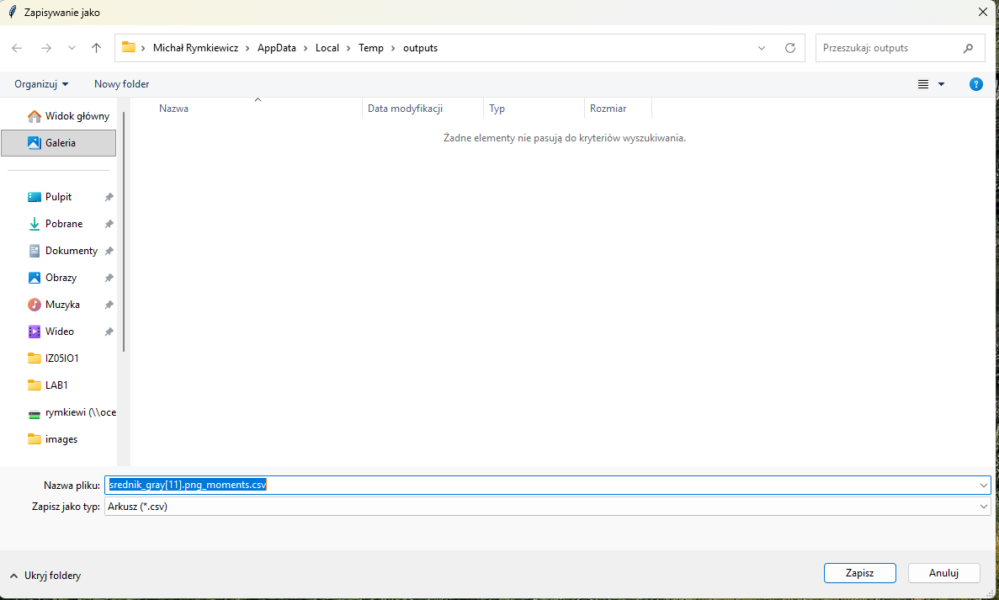 Zapisywanie jako
Michał Rymkiewicz > AppData > Local > Temp > outputs
Przeszukaj: outputs
Organizuj Nowy folder
Nazwa Data modyfikacji Typ Rozmiar
Żadne elementy nie pasują do kryteriów wyszukiwania.
Widok główny
Galeria
Pulpit
Pobrane
Dokumenty
Obrazy
Muzyka
Wideo
IZ05IO1
LAB1
rymkiewi (\\oce
images
Nazwa pliku: srednik_gray[11].png_moments.csv
Zapisz jako typ: Arkusz (*.csv)
Ukryj foldery
Zapisz Anuluj